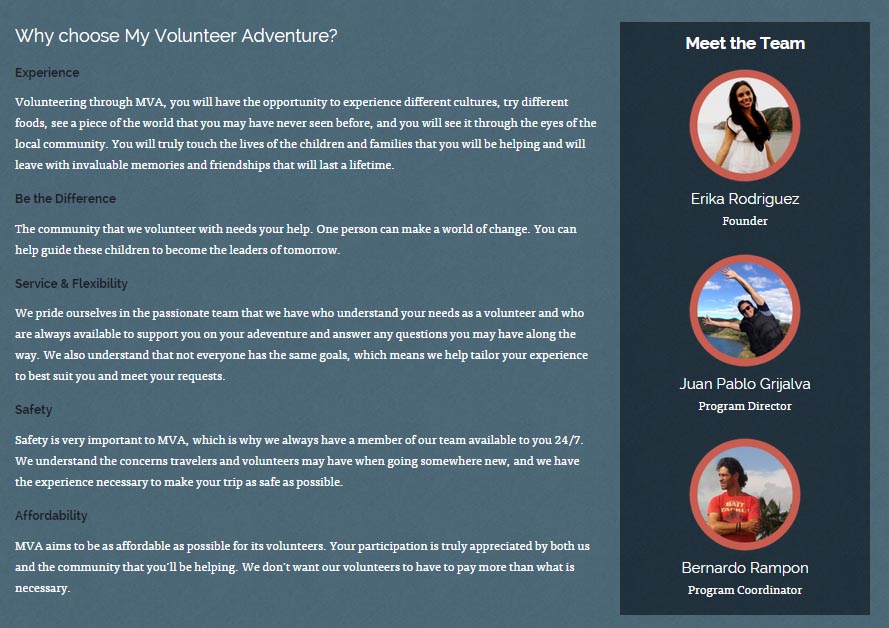 Why choose My Volunteer Adventure?
Experience
Volunteering through MVA, you will have the opportunity to experience different cultures, try different
foods, see a piece of the world that you may have never seen before, and you will see it through the eyes of the
local community. You will truly touch the lives of the children and families that you will be helping and will
leave with invaluable memories and friendships that will last a lifetime.
Be the Difference
The community that we volunteer with needs your help. One person can make a world of change. You can
help guide these children to become the leaders of tomorrow.
Service & Flexibility
We pride ourselves in the passionate team that we have who understand your needs as a volunteer and who
are always available to support you on your adeventure and answer any questions you may have along the
way. We also understand that not everyone has the same goals, which means we help tailor your experience
to best suit you and meet your requests.
Safety
Safety is very important to MVA, which is why we always have a member of our team available to you 24/7.
We understand the concerns travelers and volunteers may have when going somewhere new, and we have
the experience necessary to make your trip as safe as possible.
Affordability
MVA aims to be as affordable as possible for its volunteers. Your participation is truly appreciated by both us
and the community that you'll be helping. We don't want our volunteers to have to pay more than what is
necessary.
Meet the Team
Erika Rodriguez
Founder
Juan Pablo Grijalva
Program Director
Bernardo Rampon
Program Coordinator